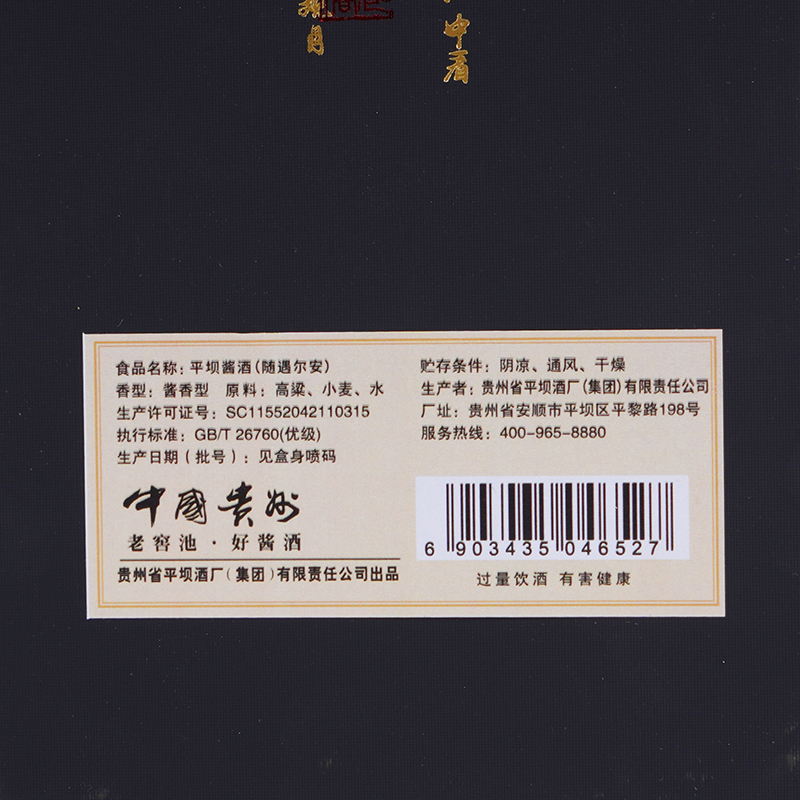 中看
月
食品名称：平坝酱酒（随遇尔安）
香型：酱香型 原料：高粱、小麦、水
生产许可证号：SC11552042110315
执行标准：GB/T 26760(优级)
生产日期（批号）：见盒身喷码
贮存条件：阴凉、通风、干燥
生产者：贵州省平坝酒厂（集团）有限责任公司
厂址：贵州省安顺市平坝区平黎路198号
服务热线：400-965-8880
中國贵州
老窖池·好酱酒
贵州省平坝酒厂（集团）有限责任公司出品
6 903435 046527
过量饮酒 有害健康